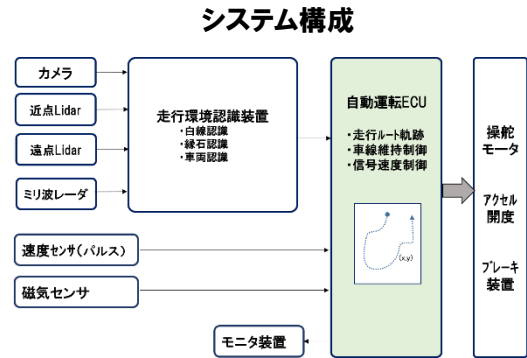 システム構成
カメラ
近点Lidar
遠点Lidar
ミリ波レーダ
走行環境認識装置
・白線認識
・縁石認識
・車両認識
速度センサ(パルス)
磁気センサ
モニタ装置
自動運転ECU
・走行ルート軌跡
・車線維持制御
・信号速度制御
(x,y)
操舵
モータ
アクセル
開度
ブレーキ
装置